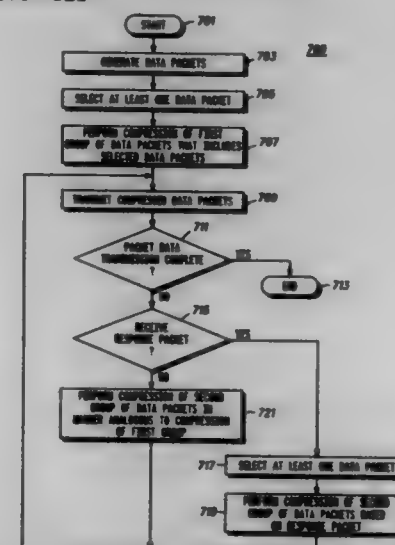 START 701
700
GENERATE DATA PACKETS 703
SELECT AT LEAST ONE DATA PACKET 705
PERFORM COMPRESSION OF FIRST
GROUP OF DATA PACKETS THAT INCLUDES
SELECTED DATA PACKETS
707
TRANSMIT COMPRESSED DATA PACKETS 709
711
PACKET DATA
TRANSMISSION COMPLETE
?
YES
END 713
NO
715
RECEIVE
RESPONSE PACKET
?
YES
NO
PERFORM COMPRESSION OF SECOND
GROUP OF DATA PACKETS IN
MANNER ANALOGOUS TO COMPRESSION
OF FIRST GROUP
721
717 SELECT AT LEAST ONE DATA PACKET
719
PERFORM COMPRESSION OF SECOND
GROUP OF DATA PACKETS BASED
ON RESPONSE PACKET